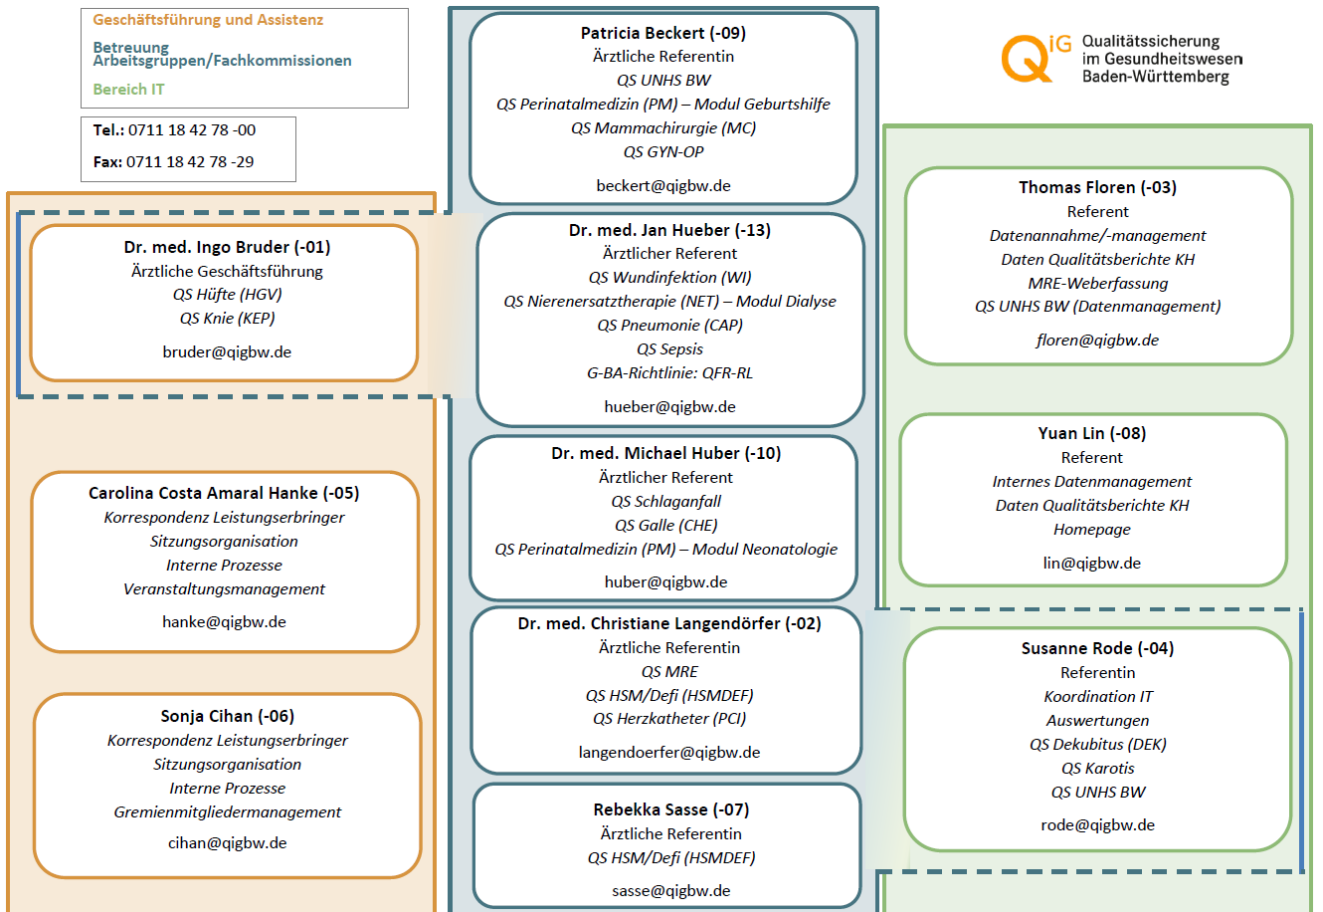 Geschäftsführung und Assistenz
Betreuung
Arbeitsgruppen/Fachkommissionen
Bereich IT
Tel.: 0711 18 42 78 -00
Fax: 0711 18 42 78 -29
QiG
Qualitätssicherung
im Gesundheitswesen
Baden-Württemberg
Dr. med. Ingo Bruder (-01)
Ärztliche Geschäftsführung
QS Hüfte (HGV)
QS Knie (KEP)
bruder@qigbw.de
Carolina Costa Amaral Hanke (-05)
Korrespondenz Leistungserbringer
Sitzungsorganisation
Interne Prozesse
Veranstaltungsmanagement
hanke@qigbw.de
Sonja Cihan (-06)
Korrespondenz Leistungserbringer
Sitzungsorganisation
Interne Prozesse
Gremienmitgliedermanagement
cihan@qigbw.de
Patricia Beckert (-09)
Ärztliche Referentin
QS UNHS BW
QS Perinatalmedizin (PM) – Modul Geburtshilfe
QS Mammachirurgie (MC)
QS GYN-OP
beckert@qigbw.de
Dr. med. Jan Hueber (-13)
Ärztlicher Referent
QS Wundinfektion (WI)
QS Nierenersatztherapie (NET) – Modul Dialyse
QS Pneumonie (CAP)
QS Sepsis
G-BA-Richtlinie: QFR-RL
hueber@qigbw.de
Dr. med. Michael Huber (-10)
Ärztlicher Referent
QS Schlaganfall
QS Galle (CHE)
QS Perinatalmedizin (PM) – Modul Neonatologie
huber@qigbw.de
Dr. med. Christiane Langendörfer (-02)
Ärztliche Referentin
QS MRE
QS HSM/Defi (HSMDEF)
QS Herzkatheter (PCI)
langendoerfer@qigbw.de
Rebekka Sasse (-07)
Ärztliche Referentin
QS HSM/Defi (HSMDEF)
sasse@qigbw.de
Thomas Floren (-03)
Referent
Datenannahme/-management
Daten Qualitätsberichte KH
MRE-Weberfassung
QS UNHS BW (Datenmanagement)
floren@qigbw.de
Yuan Lin (-08)
Referent
Internes Datenmanagement
Daten Qualitätsberichte KH
Homepage
lin@qigbw.de
Susanne Rode (-04)
Referentin
Koordination IT
Auswertungen
QS Dekubitus (DEK)
QS Karotis
QS UNHS BW
rode@qigbw.de